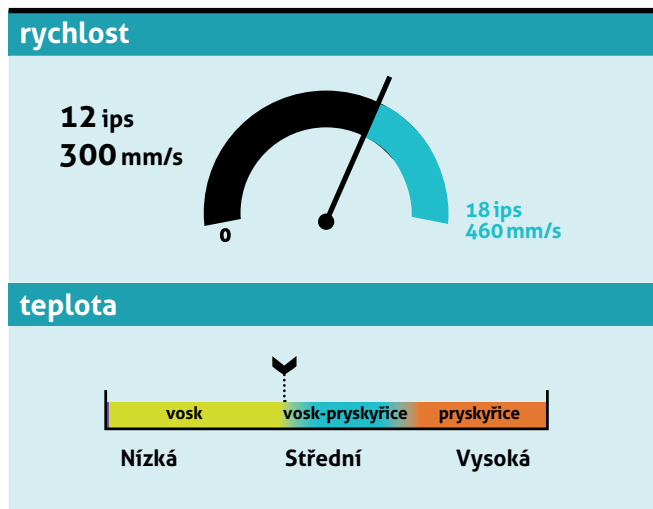 rychlost
12 ips
300 mm/s
0
18 ips
460 mm/s
teplota
vosk
vosk-pryskyřice
pryskyřice
Nízká
Střední
Vysoká